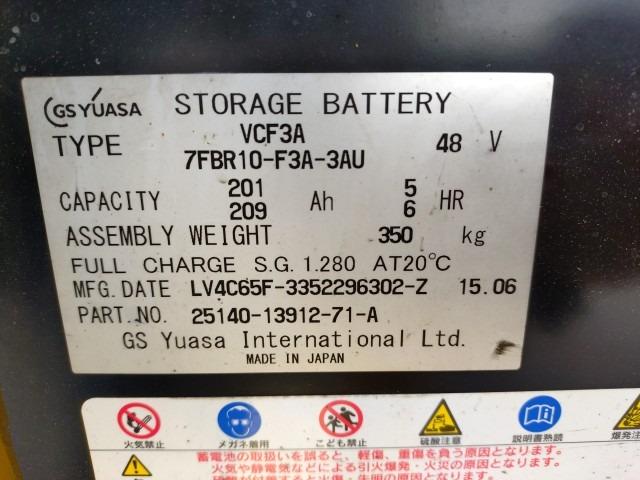 GS YUASA STORAGE BATTERY
TYPE VCF3A 48 V
7FBR10-F3A-3AU
CAPACITY 201 Ah 5 HR
209 6
ASSEMBLY WEIGHT 350 kg
FULL CHARGE S.G. 1.280 AT20℃
MFG.DATE LV4C65F-3352296302-Z 15.06
PART.NO. 25140-13912-71-A
GS Yuasa International Ltd.
MADE IN JAPAN
火気禁止 メガネ着用 こども禁止 硫酸注意 説明書熟読 爆発注
蓄電池の取扱いを誤ると、軽傷、重傷を負う原因となります。
火気や静電気などによる引火爆発・火災の原因となります。